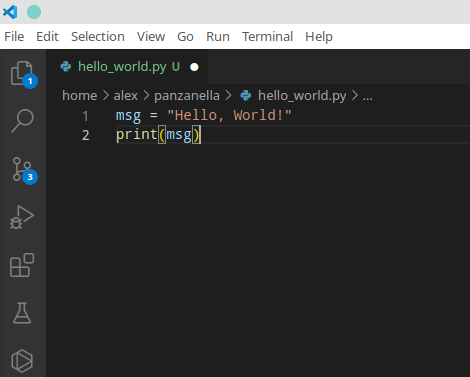 File Edit Selection View Go Run Terminal Help
hello_world.py U
1
home > alex > panzanella > hello_world.py > ...
1 msg = "Hello, World!"
2 print(msg)
3